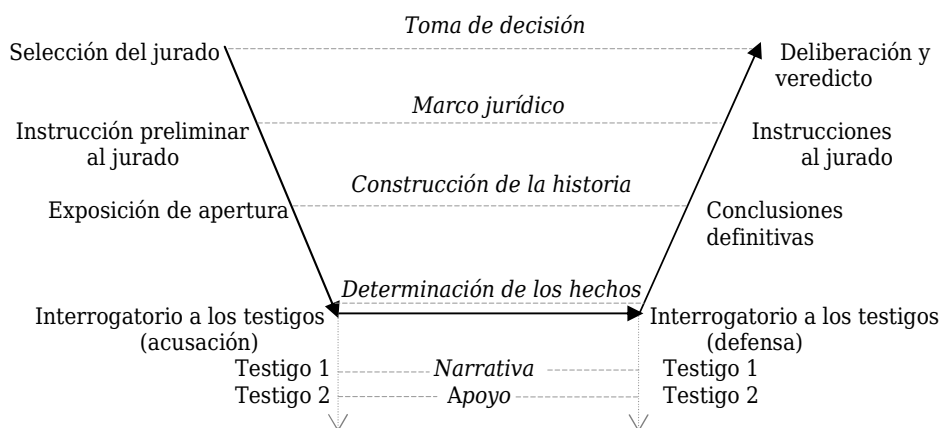 Toma de decisión
Selección del jurado
Deliberación y
veredicto
Marco jurídico
Instrucción preliminar
al jurado
Instrucciones
al jurado
Construcción de la historia
Exposición de apertura
Conclusiones
definitivas
Determinación de los hechos
Interrogatorio a los testigos
(acusación)
Interrogatorio a los testigos
(defensa)
Testigo 1
Narrativa
Testigo 1
Testigo 2
Apoyo
Testigo 2